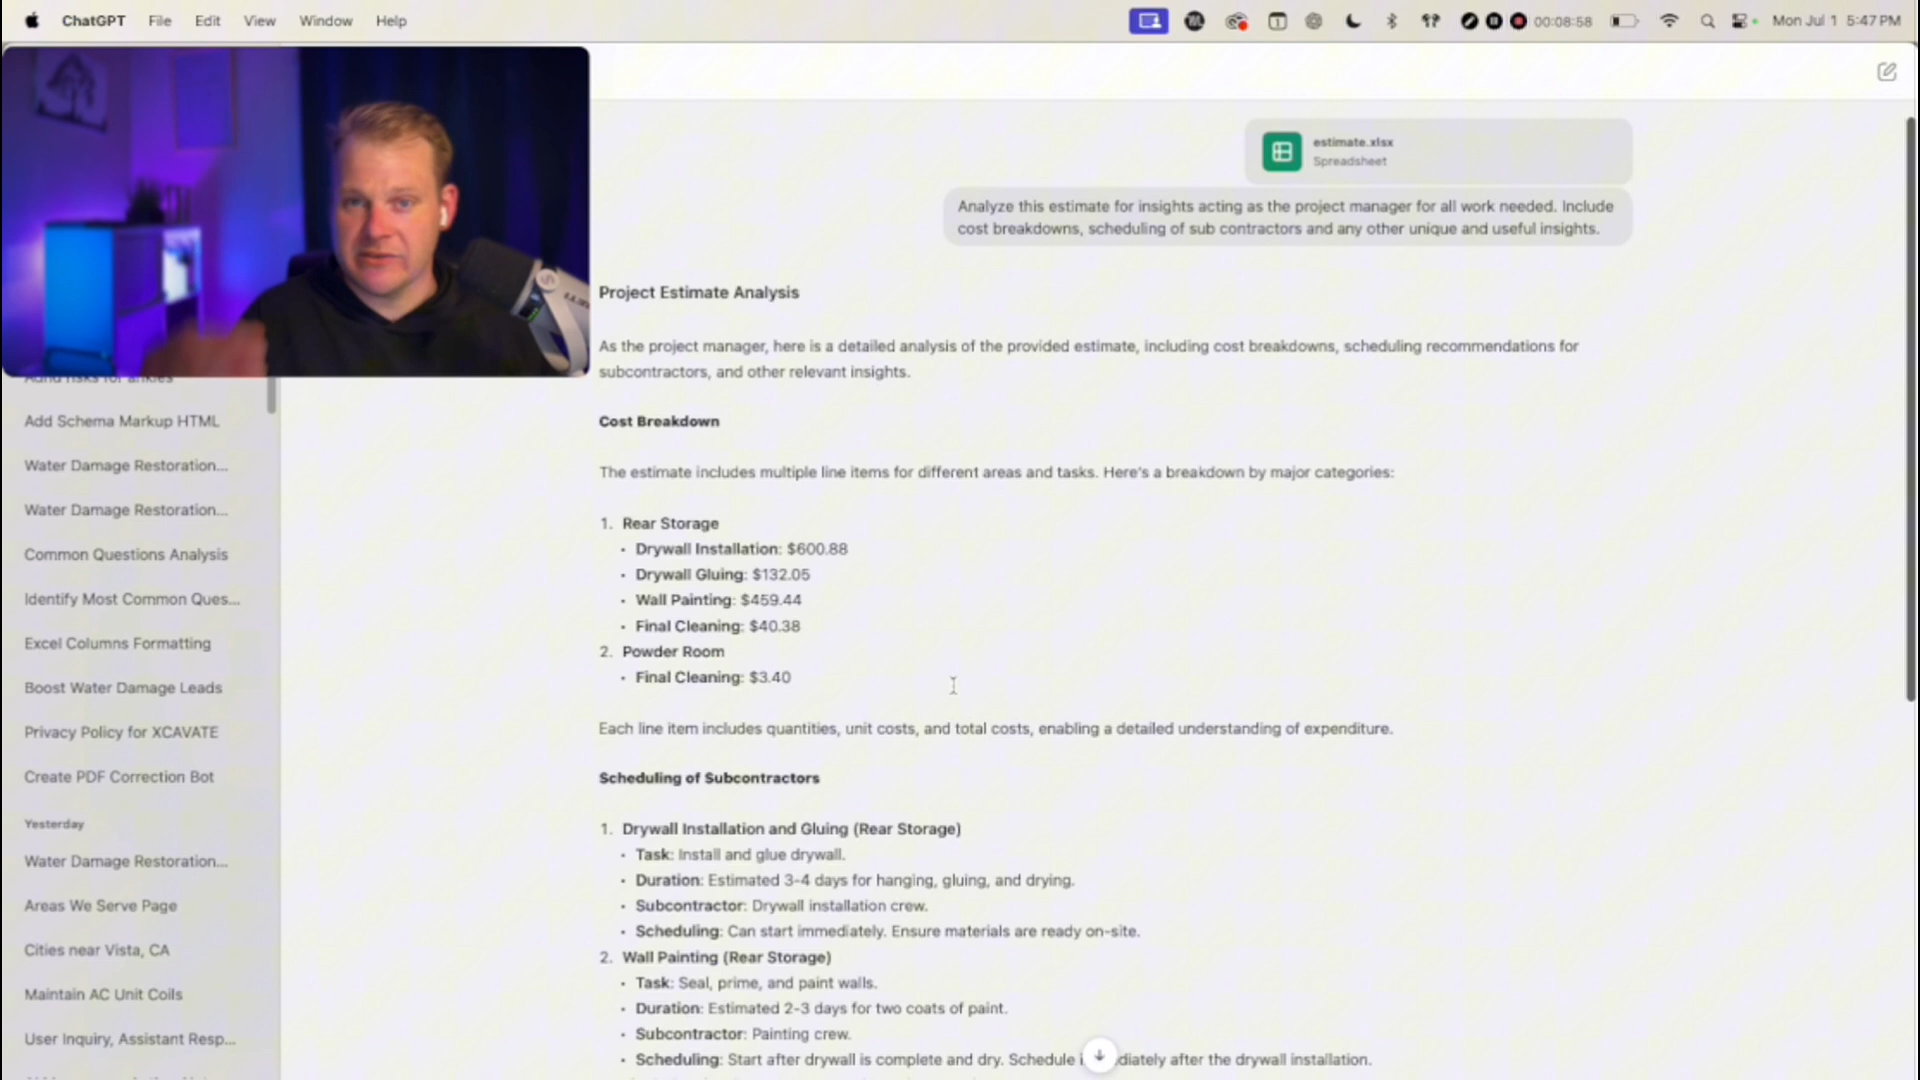 ChatGPT File Edit View Window Help 00:08:58 Mon Jul 1 5:47 PM
estimate.xlsx
Spreadsheet
Analyze this estimate for insights acting as the project manager for all work needed. Include
cost breakdowns, scheduling of sub contractors and any other unique and useful insights.
Project Estimate Analysis
As the project manager, here is a detailed analysis of the provided estimate, including cost breakdowns, scheduling recommendations for
subcontractors, and other relevant insights.
Cost Breakdown
The estimate includes multiple line items for different areas and tasks. Here's a breakdown by major categories:
1. Rear Storage
• Drywall Installation: $600.88
• Drywall Gluing: $132.05
• Wall Painting: $459.44
• Final Cleaning: $40.38
2. Powder Room
• Final Cleaning: $3.40
Each line item includes quantities, unit costs, and total costs, enabling a detailed understanding of expenditure.
Scheduling of Subcontractors
1. Drywall Installation and Gluing (Rear Storage)
• Task: Install and glue drywall.
• Duration: Estimated 3-4 days for hanging, gluing, and drying.
• Subcontractor: Drywall installation crew.
• Scheduling: Can start immediately. Ensure materials are ready on-site.
2. Wall Painting (Rear Storage)
• Task: Seal, prime, and paint walls.
• Duration: Estimated 2-3 days for two coats of paint.
• Subcontractor: Painting crew.
• Scheduling: Start after drywall is complete and dry. Schedule diately after the drywall installation.
Add Schema Markup HTML
Water Damage Restoration...
Water Damage Restoration...
Common Questions Analysis
Identify Most Common Ques...
Excel Columns Formatting
Boost Water Damage Leads
Privacy Policy for XCAVATE
Create PDF Correction Bot
Yesterday
Water Damage Restoration...
Areas We Serve Page
Cities near Vista, CA
Maintain AC Unit Coils
User Inquiry, Assistant Resp...